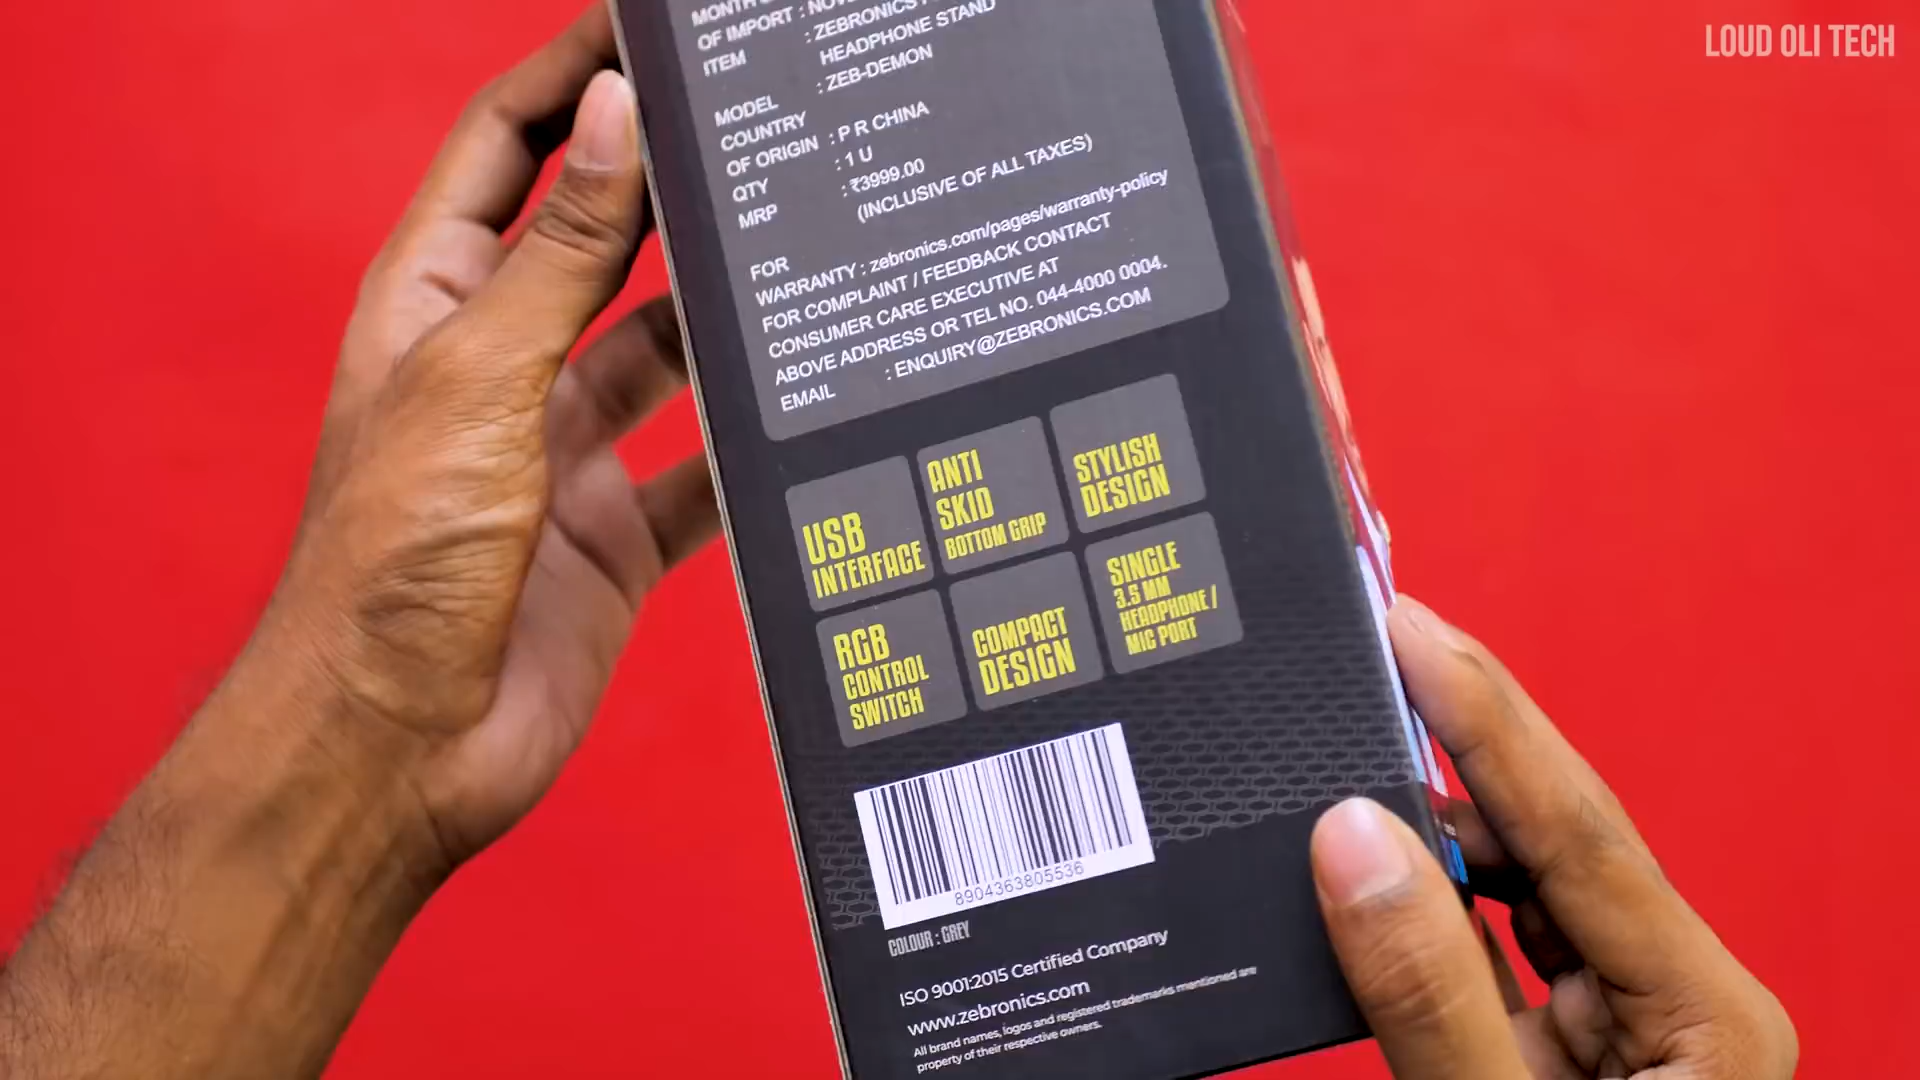 LOUD OLI TECH
MONTH
OF IMPORT :
ITEM : ZEBRONICS
HEADPHONE STAND
MODEL : ZEB-DEMON
COUNTRY
OF ORIGIN : P R CHINA
QTY : 1 U
MRP : ₹3999.00
(INCLUSIVE OF ALL TAXES)
FOR
WARRANTY : zebronics.com/pages/warranty-policy
FOR COMPLAINT / FEEDBACK CONTACT
CONSUMER CARE EXECUTIVE AT
ABOVE ADDRESS OR TEL NO. 044-4000 0004.
EMAIL : ENQUIRY@ZEBRONICS.COM
USB
INTERFACE
ANTI
SKID
BOTTOM GRIP
STYLISH
DESIGN
RGB
CONTROL
SWITCH
COMPACT
DESIGN
SINGLE
3.5 MM
HEADPHONE /
MIC PORT
8904363805536
COLOUR : GREY
ISO 9001:2015 Certified Company
www.zebronics.com
All brand names, logos and registered trademarks mentioned are
property of their respective owners.